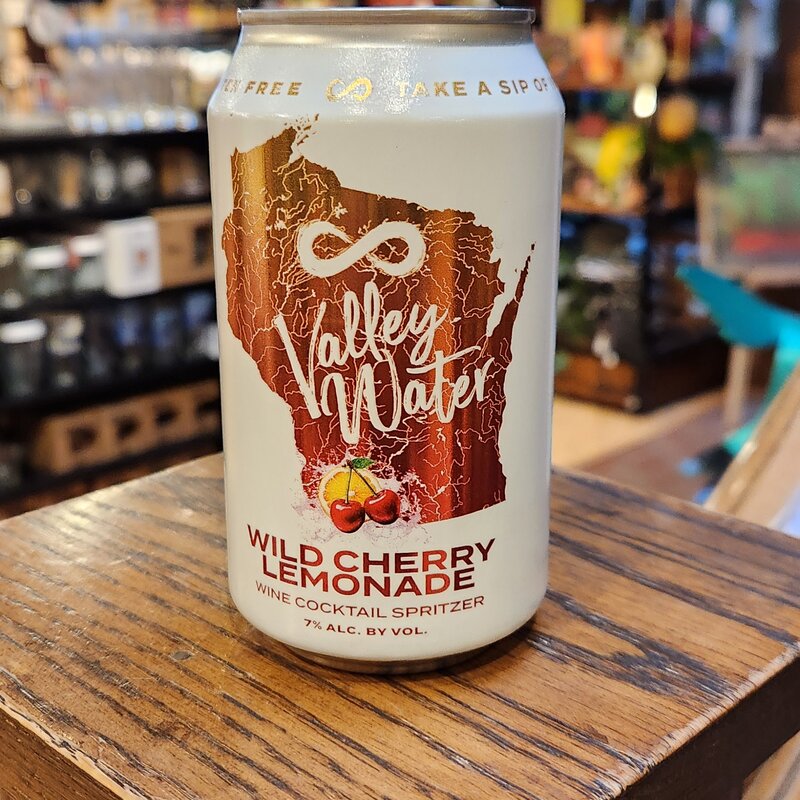 FREE TAKE A SIP OF
Valley
Water
WILD CHERRY
LEMONADE
WINE COCKTAIL SPRITZER
7% ALC. BY VOL.